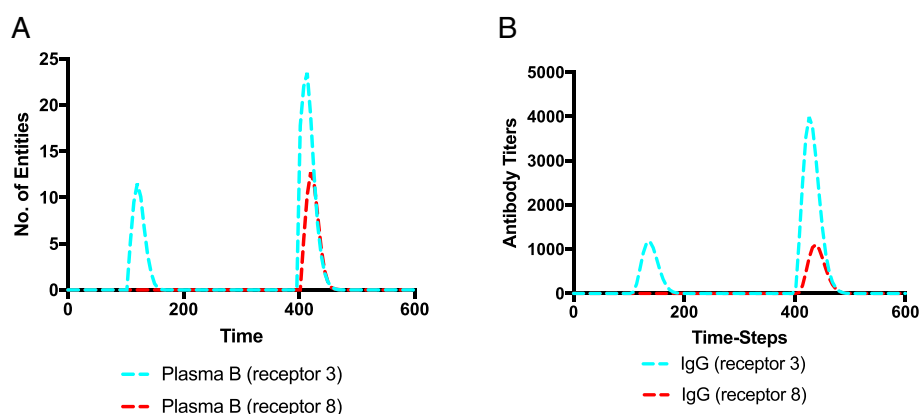 A
25
20
15
10
5
0
No. of Entities
0 200 400 600
Time
Plasma B (receptor 3)
Plasma B (receptor 8)
B
5000
4000
3000
2000
1000
0
Antibody Titers
0 200 400 600
Time-Steps
IgG (receptor 3)
IgG (receptor 8)